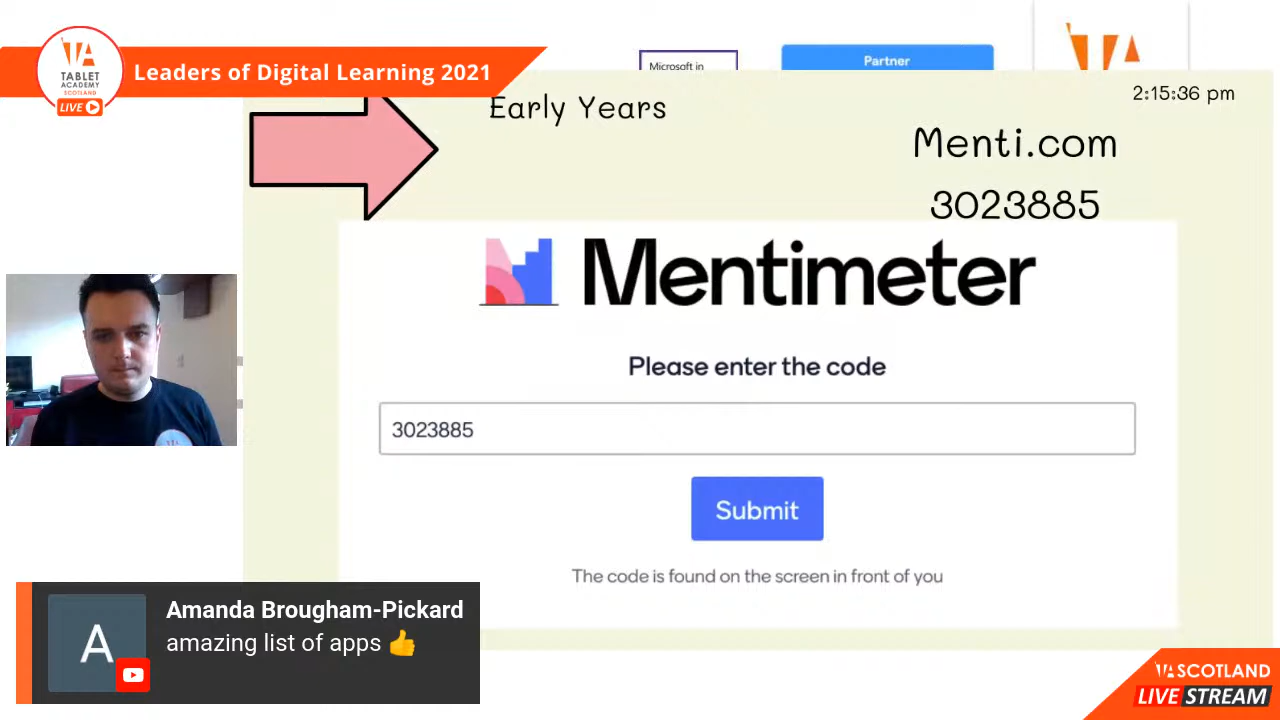 TABLET
ACADEMY
SCOTLAND
LIVE
Leaders of Digital Learning 2021
Microsoft in
Partner
Early Years
2:15:36 pm
Menti.com
3023885
Mentimeter
Please enter the code
3023885
Submit
The code is found on the screen in front of you
A
Amanda Brougham-Pickard
amazing list of apps 👍
TA SCOTLAND
LIVE STREAM